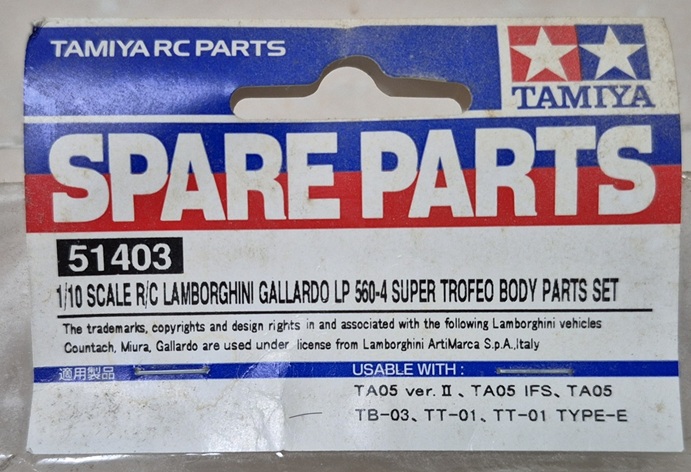 TAMIYA RC PARTS
TAMIYA
SPARE PARTS
51403
1/10 SCALE R/C LAMBORGHINI GALLARDO LP 560-4 SUPER TROFEO BODY PARTS SET
The trademarks, copyrights and design rights in and associated with the following Lamborghini vehicles
Countach, Miura, Gallardo are used under license from Lamborghini ArtiMarca S.p.A.,Italy
適用製品 USABLE WITH :
TA05 ver.Ⅱ、TA05 IFS、TA05
TB-03、TT-01、TT-01 TYPE-E